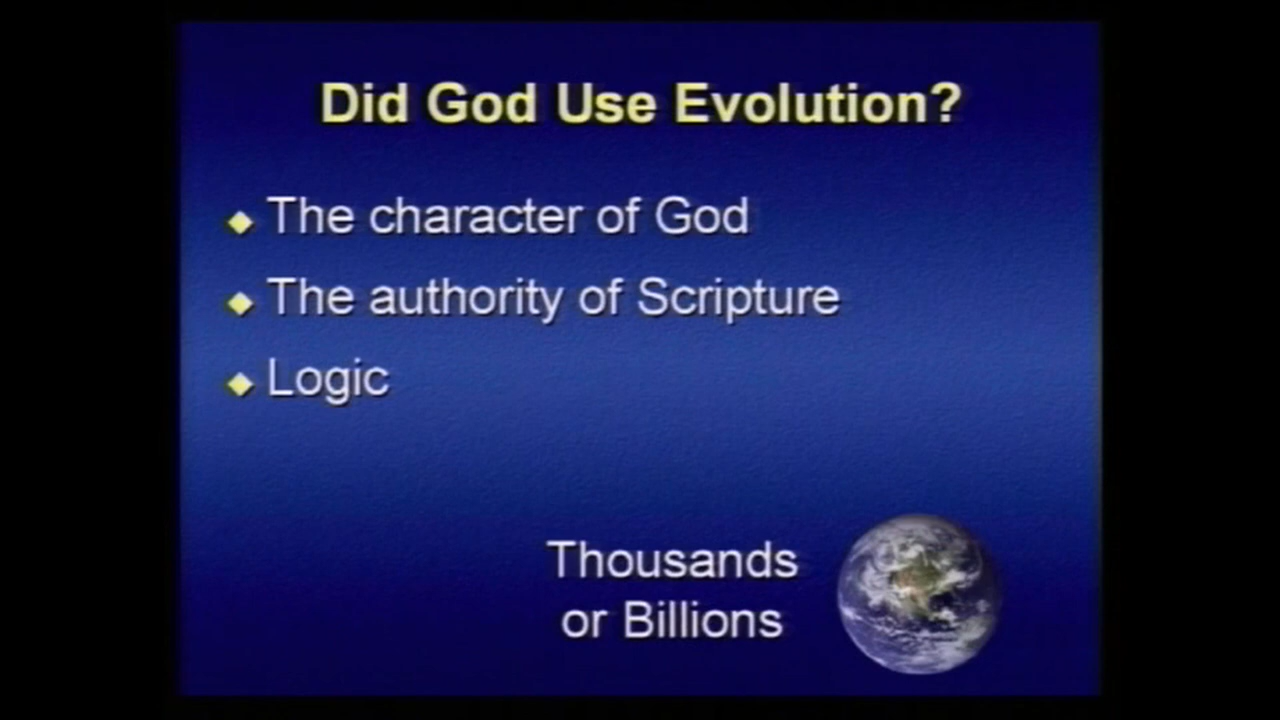 Did God Use Evolution?
The character of God
The authority of Scripture
Logic
Thousands
or Billions